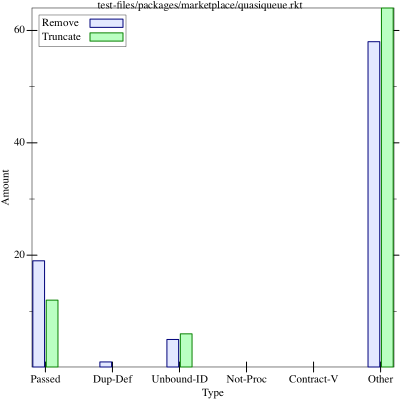 test-files/packages/marketplace/quasiqueue.rkt
Remove
Truncate
60
40
20
Amount
Passed Dup-Def Unbound-ID Not-Proc Contract-V Other
Type